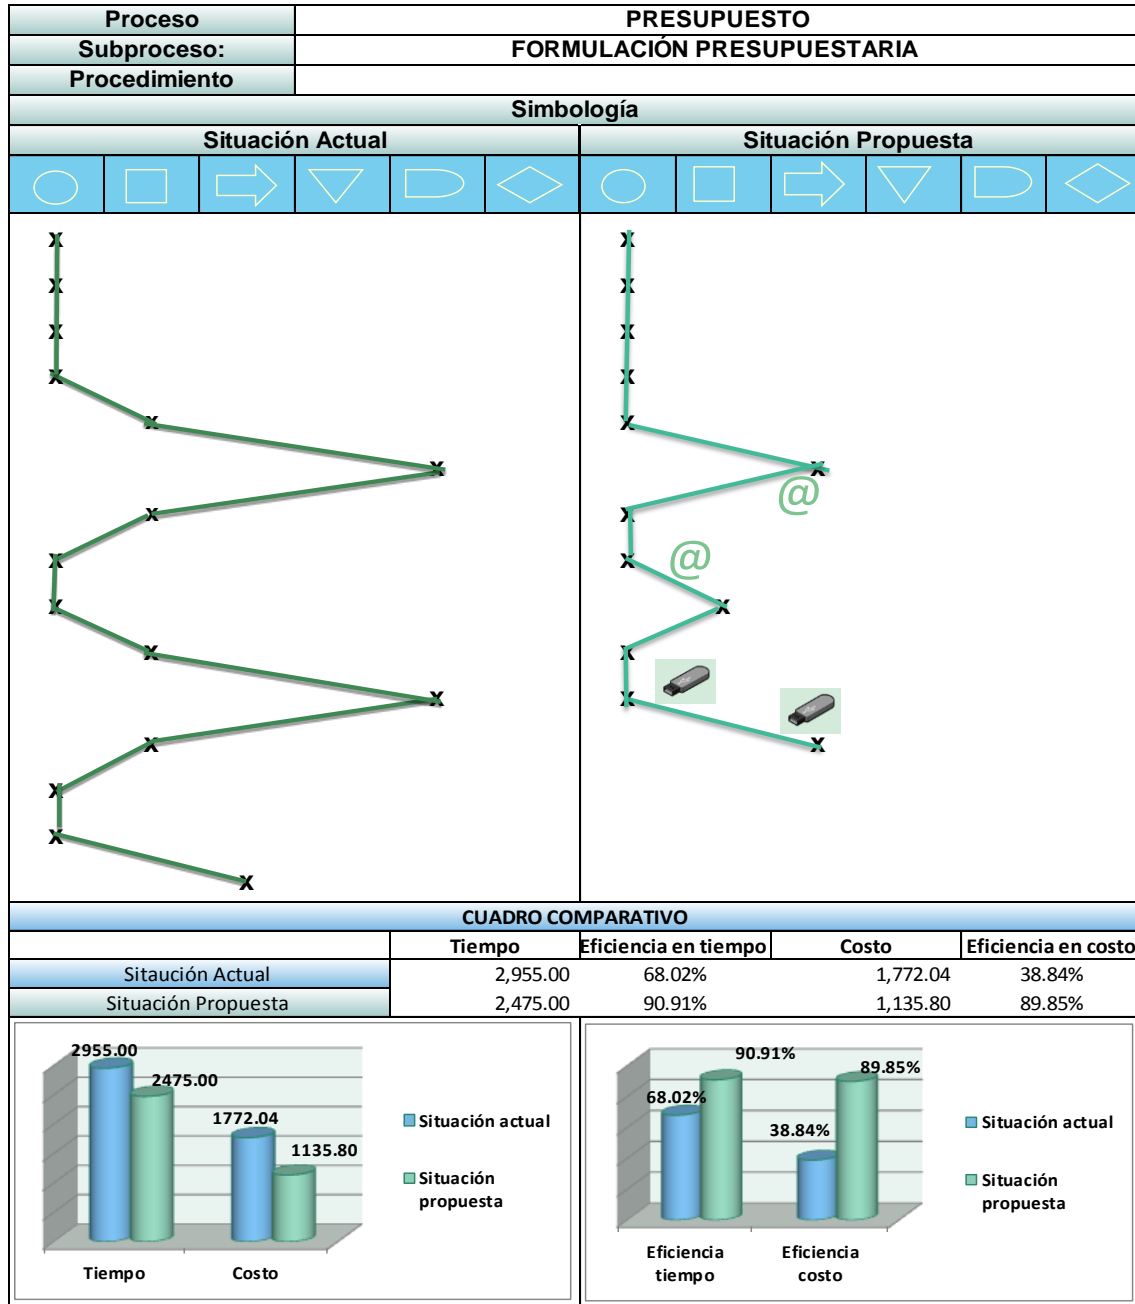 Proceso PRESUPUESTO
Subproceso: FORMULACIÓN PRESUPUESTARIA
Procedimiento
Simbología
Situación Actual Situación Propuesta
X X
X X
X X
X X
X X
X X
@
X X
X X
@
X X
X X
X X
X X
X
X
X
CUADRO COMPARATIVO
Tiempo Eficiencia en tiempo Costo Eficiencia en costo
Sitaución Actual 2,955.00 68.02% 1,772.04 38.84%
Situación Propuesta 2,475.00 90.91% 1,135.80 89.85%
2955.00
2475.00
1772.04
1135.80
Situación actual
Situación
propuesta
Tiempo Costo
90.91%
89.85%
68.02%
38.84%
Situación actual
Situación
propuesta
Eficiencia
tiempo
Eficiencia
costo